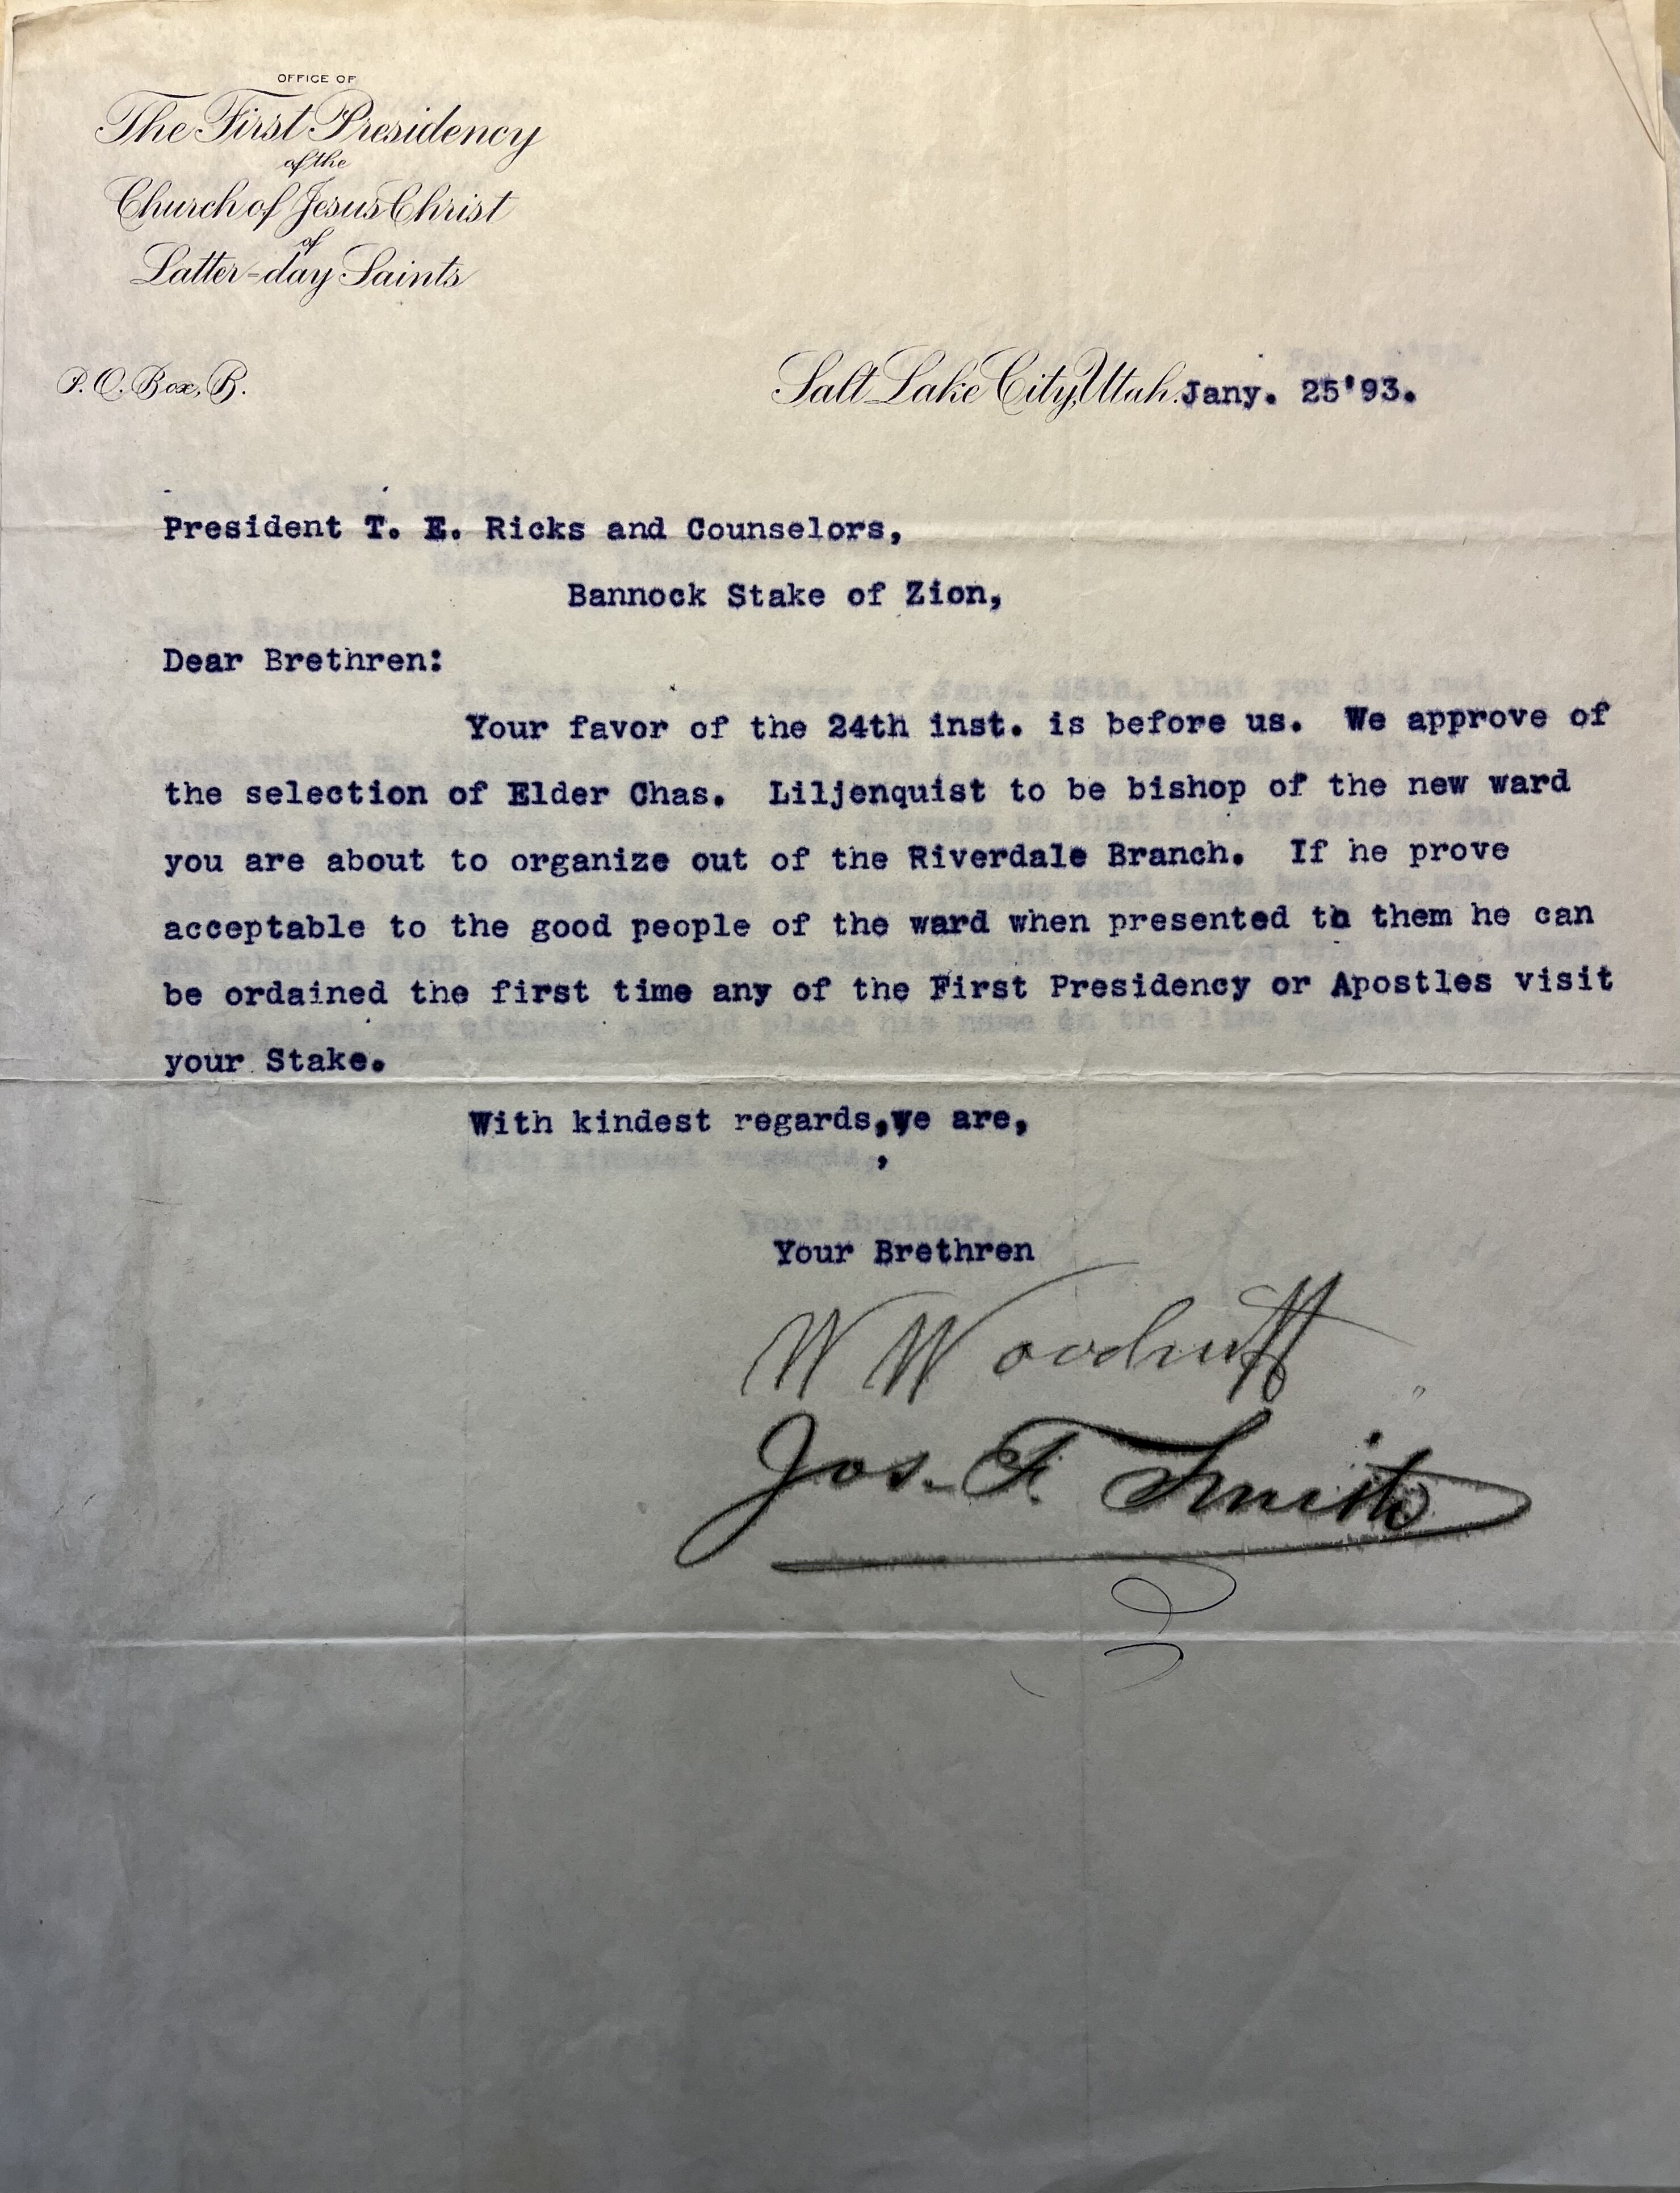 OFFICE OF
The First Presidency
of the
Church of Jesus Christ
of
Latter-day Saints
P. O. Box, B.
Salt Lake City, Utah. Jany. 25'93.
President T. E. Ricks and Counselors,
Bannock Stake of Zion,
Dear Brethren:
Your favor of the 24th inst. is before us. We approve of
the selection of Elder Chas. Liljenquist to be bishop of the new ward
you are about to organize out of the Riverdale Branch. If he prove
acceptable to the good people of the ward when presented to them he can
be ordained the first time any of the First Presidency or Apostles visit
your Stake.
With kindest regards, we are,
,
Your Brethren
W Woodruff
Jos. F. Smith